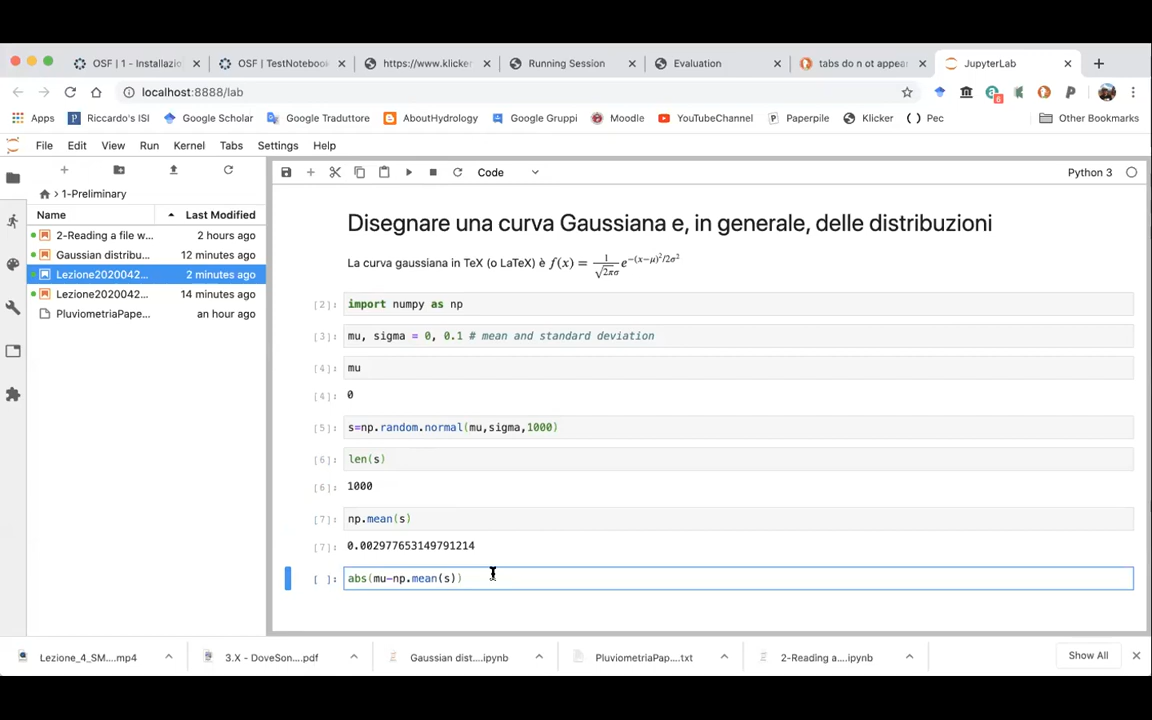 OSF | 1 - Installazio
OSF | TestNotebook
https://www.klicker
Running Session
Evaluation
tabs do n ot appear
JupyterLab
localhost:8888/lab
6
Apps
Riccardo's ISI
Google Scholar
Google Traduttore
AboutHydrology
Google Gruppi
Moodle
YouTubeChannel
Paperpile
Klicker
Pec
Other Bookmarks
File Edit View Run Kernel Tabs Settings Help
Code
Python 3
1-Preliminary
Name Last Modified
2-Reading a file w... 2 hours ago
Gaussian distribu... 12 minutes ago
Lezione2020042... 2 minutes ago
Lezione2020042... 14 minutes ago
PluviometriaPape... an hour ago
Disegnare una curva Gaussiana e, in generale, delle distribuzioni
La curva gaussiana in TeX (o LaTeX) è f(x) = 1/√2πσ e^−(x−μ)²/2σ²
[2]: import numpy as np
[3]: mu, sigma = 0, 0.1 # mean and standard deviation
[4]: mu
[4]: 0
[5]: s=np.random.normal(mu,sigma,1000)
[6]: len(s)
[6]: 1000
[7]: np.mean(s)
[7]: 0.002977653149791214
[ ]: abs(mu-np.mean(s))
Lezione_4_SM....mp4
3.X - DoveSon....pdf
Gaussian dist....ipynb
PluviometriaPap....txt
2-Reading a....ipynb
Show All